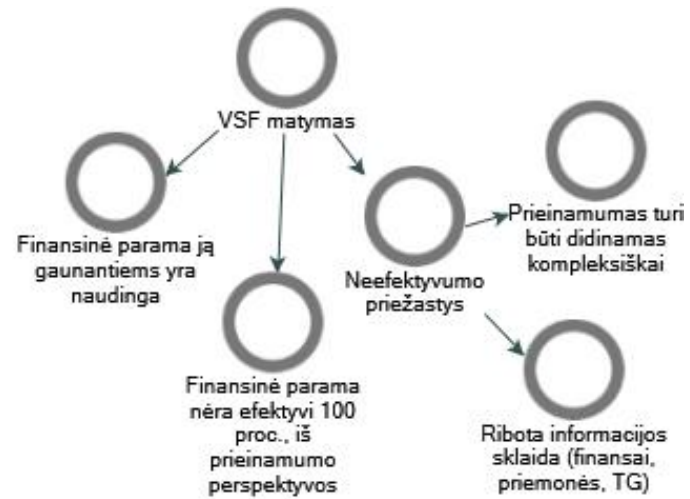 VSF matymas
Finansinė parama ją
gaunantiems yra
naudinga
Neefektyvumo
priežastys
Prieinamumas turi
būti didinamas
kompleksiškai
Finansinė parama
nėra efektyvi 100
proc., iš
prieinamumo
perspektyvos
Ribota informacijos
sklaida (finansai,
priemonės, TG)